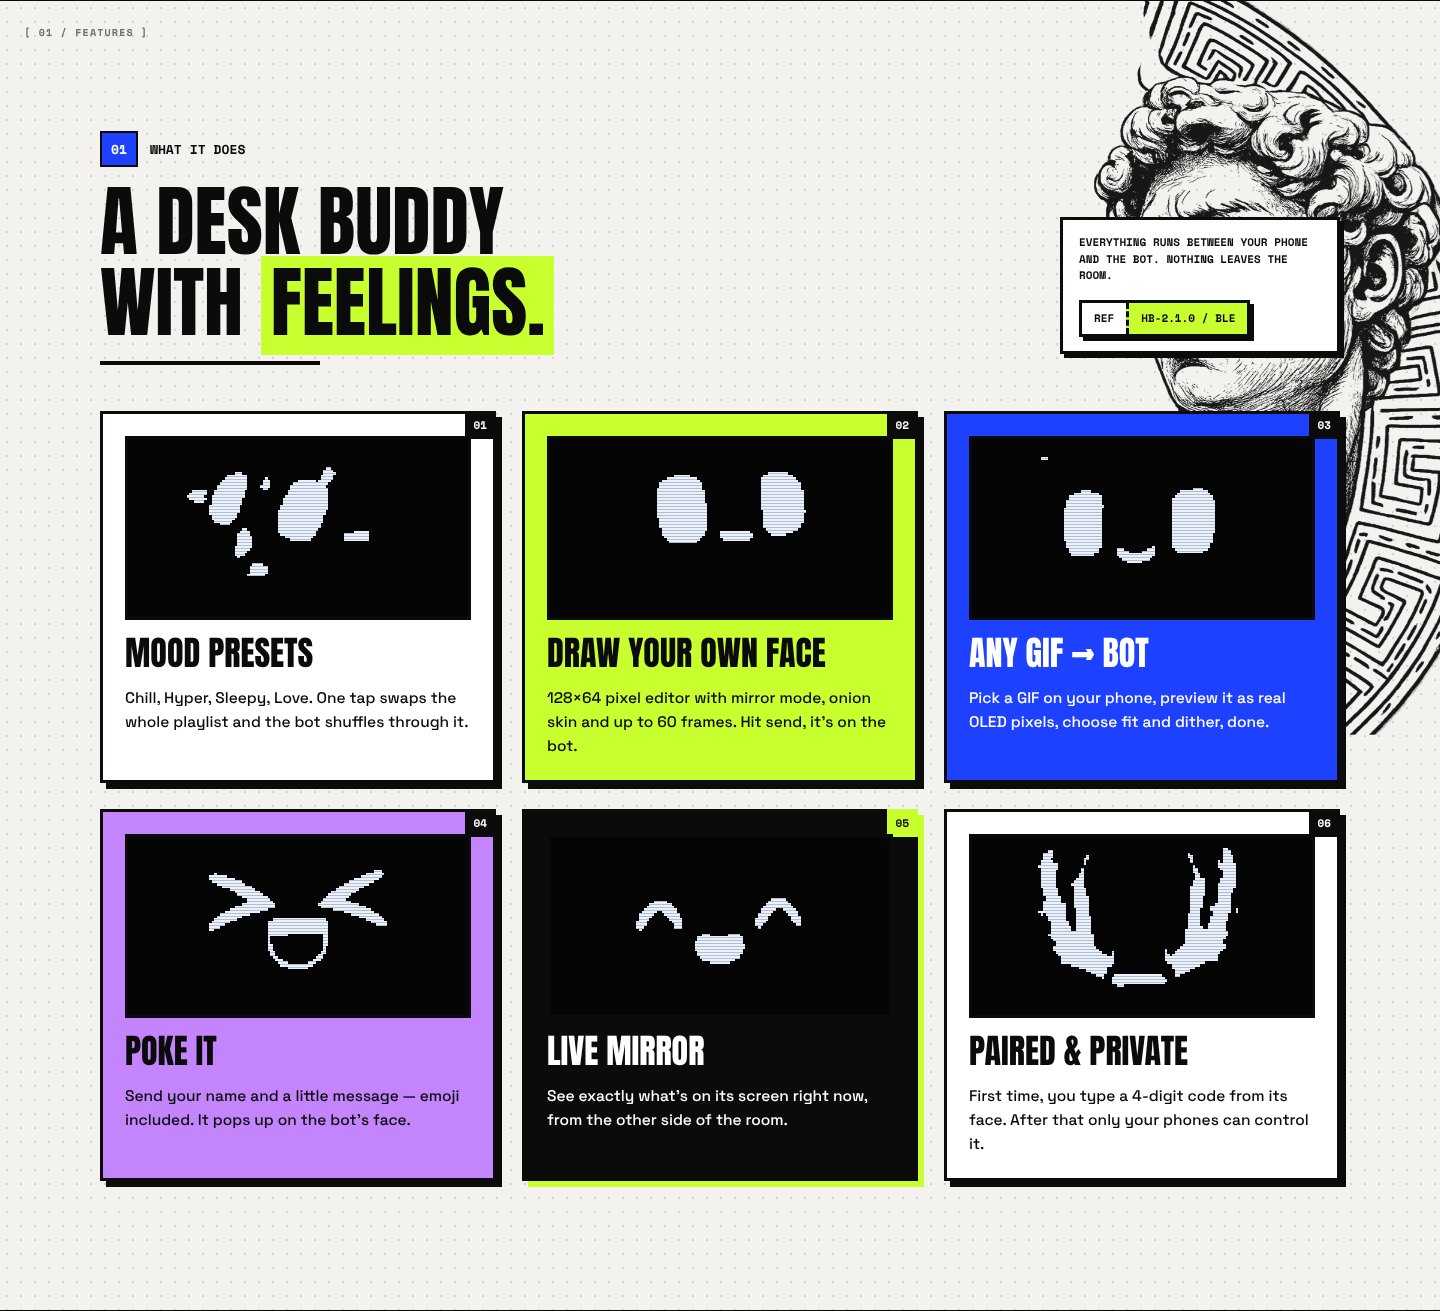 [ 01 / FEATURES ]
01 WHAT IT DOES
A DESK BUDDY
WITH FEELINGS.
EVERYTHING RUNS BETWEEN YOUR PHONE
AND THE BOT. NOTHING LEAVES THE
ROOM.
REF HB-2.1.0 / BLE
01
MOOD PRESETS
Chill, Hyper, Sleepy, Love. One tap swaps the
whole playlist and the bot shuffles through it.
02
DRAW YOUR OWN FACE
128×64 pixel editor with mirror mode, onion
skin and up to 60 frames. Hit send, it's on the
bot.
03
ANY GIF → BOT
Pick a GIF on your phone, preview it as real
OLED pixels, choose fit and dither, done.
04
POKE IT
Send your name and a little message — emoji
included. It pops up on the bot's face.
05
LIVE MIRROR
See exactly what's on its screen right now,
from the other side of the room.
06
PAIRED & PRIVATE
First time, you type a 4-digit code from its
face. After that only your phones can control
it.